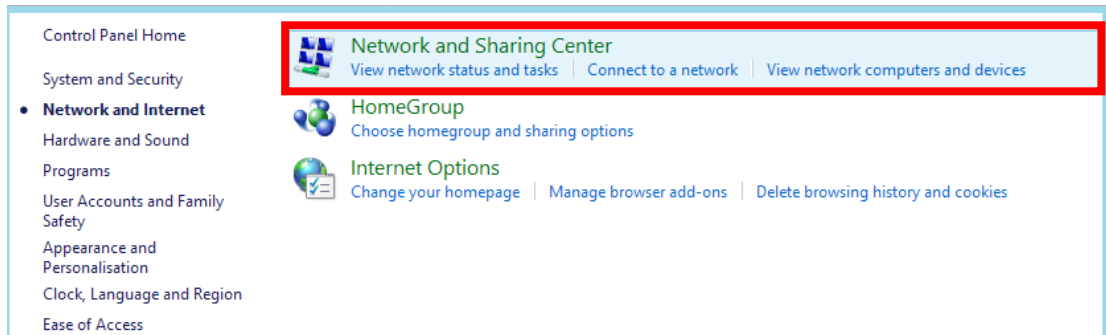 Control Panel Home
System and Security
Network and Internet
Hardware and Sound
Programs
User Accounts and Family
Safety
Appearance and
Personalisation
Clock, Language and Region
Ease of Access
Network and Sharing Center
View network status and tasks Connect to a network View network computers and devices
HomeGroup
Choose homegroup and sharing options
Internet Options
Change your homepage Manage browser add-ons Delete browsing history and cookies